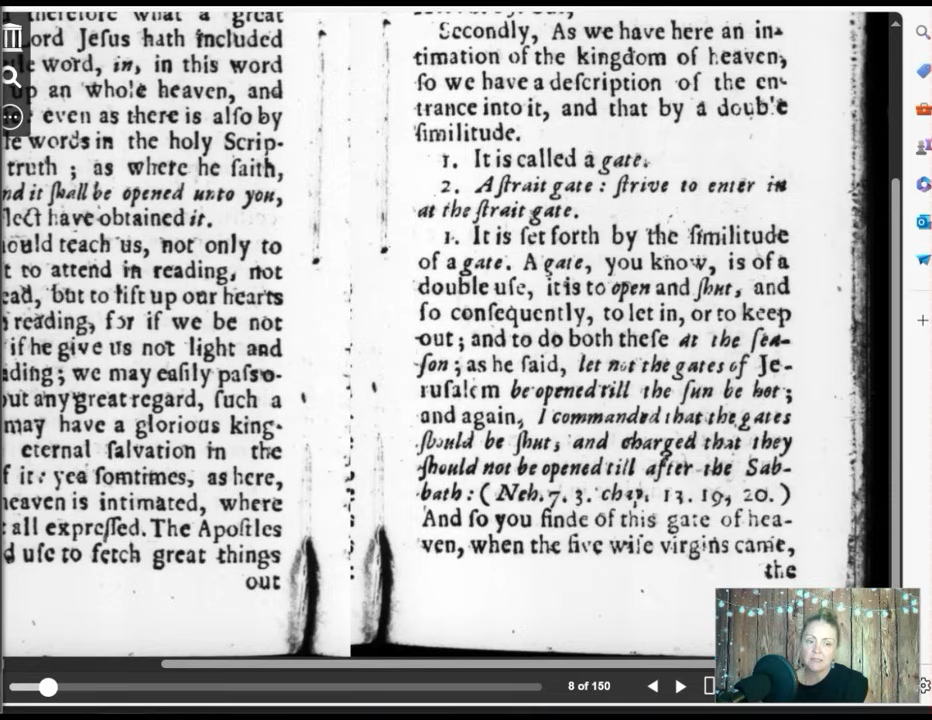 therefore what a great
Lord Jeſus hath included
word, in, in this word
up an whole heaven, and
even as there is alſo by
words in the holy Scrip-
truth ; as where he ſaith,
nd it ſhall be opened unto you,
lect have obtained it.
ould teach us, not only to
t to attend in reading, not
ead, but to lift up our hearts
reading, for if we be not
if he give us not light and
ading ; we may eaſily paſs o-
out any great regard, ſuch a
may have a glorious king-
eternal ſalvation in the
f it : yea ſomtimes, as here,
heaven is intimated, where
all expreſſed. The Apoſtles
d uſe to fetch great things
out
Secondly, As we have here an in-
timation of the kingdom of heaven,
ſo we have a deſcription of the en-
trance into it, and that by a double
ſimilitude.
1. It is called a gate.
2. A ſtrait gate : ſtrive to enter in
at the ſtrait gate.
1. It is ſet forth by the ſimilitude
of a gate. A gate, you know, is of a
double uſe, it is to open and ſhut, and
ſo conſequently, to let in, or to keep
out ; and to do both theſe at the ſea-
ſon ; as he ſaid, let not the gates of Je-
ruſalem be opened till the ſun be hot ;
and again, I commanded that the gates
ſhould be ſhut, and charged that they
ſhould not be opened till after the Sab-
bath : ( Neh. 7. 3. chap. 13. 19, 20. )
And ſo you finde of this gate of hea-
ven, when the five wiſe virgins came,
the
8 of 150